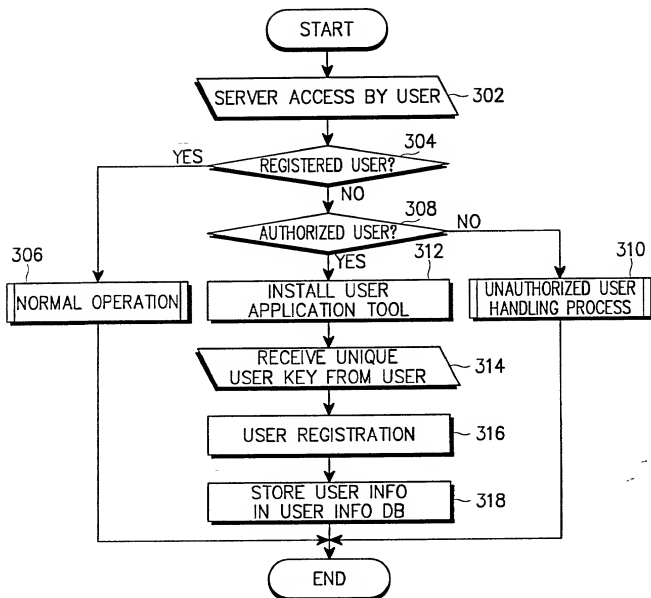 START
SERVER ACCESS BY USER
302
304
YES
REGISTERED USER?
NO
308
AUTHORIZED USER?
NO
YES
306
NORMAL OPERATION
312
INSTALL USER
APPLICATION TOOL
310
UNAUTHORIZED USER
HANDLING PROCESS
RECEIVE UNIQUE
USER KEY FROM USER
314
USER REGISTRATION
316
STORE USER INFO
IN USER INFO DB
318
END